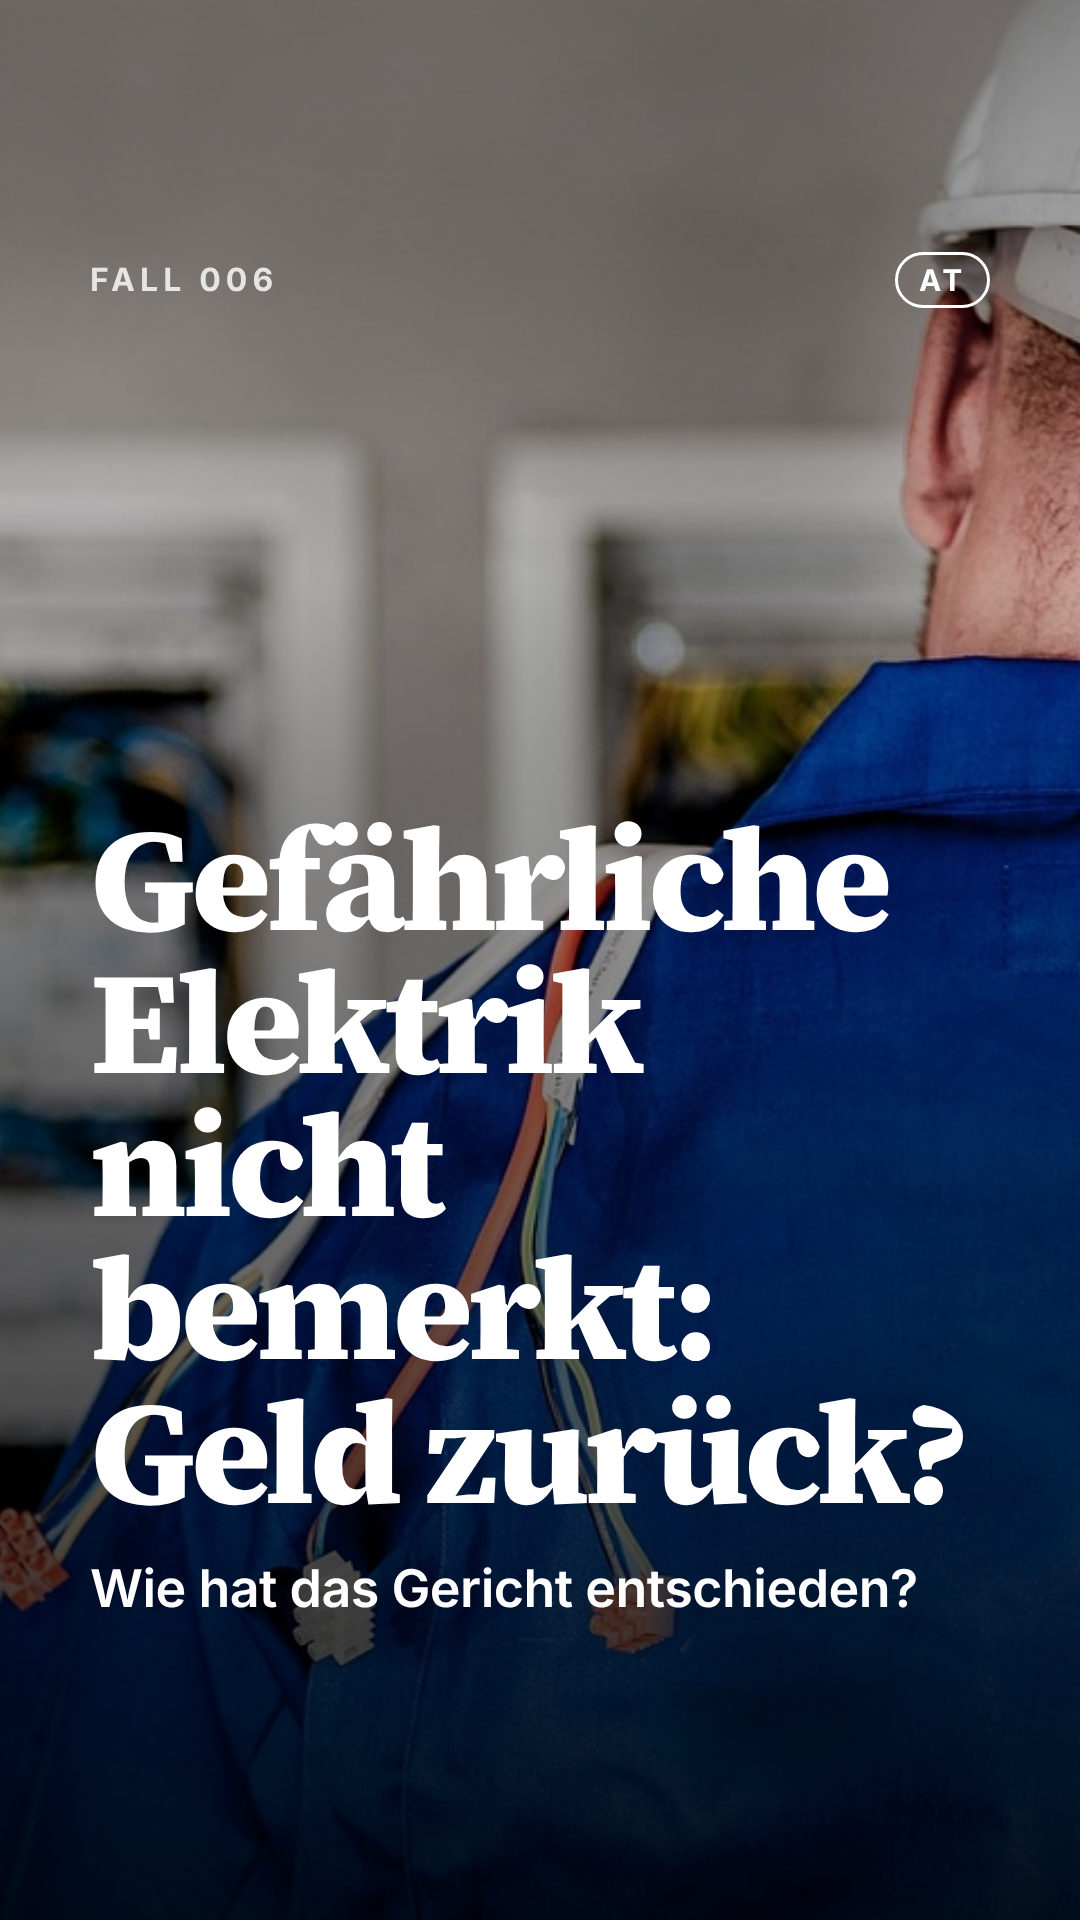 FALL 006
AT
Gefährliche
Elektrik
nicht
bemerkt:
Geld zurück?
Wie hat das Gericht entschieden?